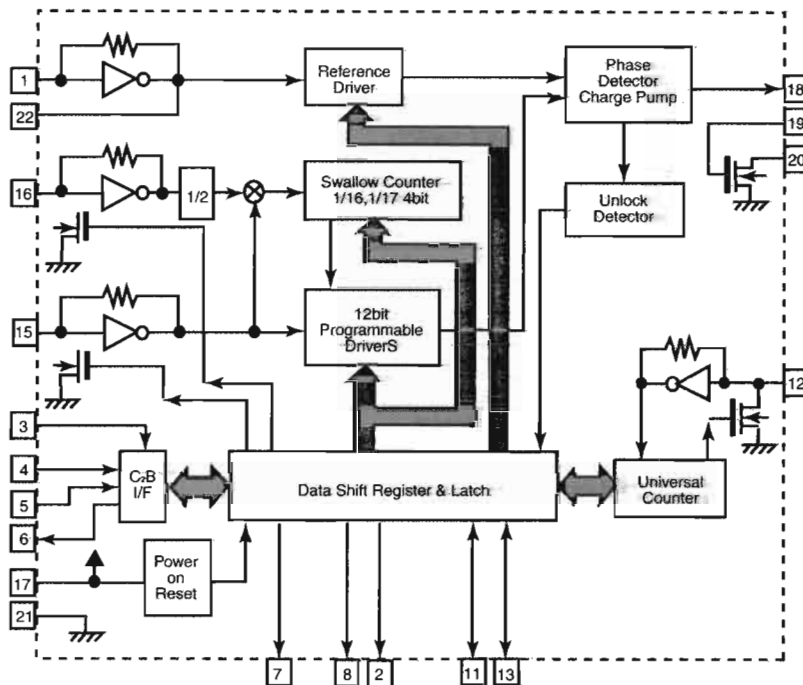 1
Reference
Driver
Phase
Detector
Charge Pump
18
22
19
20
16
1/2
Swallow Counter
1/16,1/17 4bit
Unlock
Detector
15
12bit
Programmable
DriverS
12
3
4
C₂B
I/F
5
6
Data Shift Register & Latch
Universal
Counter
17
Power
on
Reset
21
7
8
2
11
13